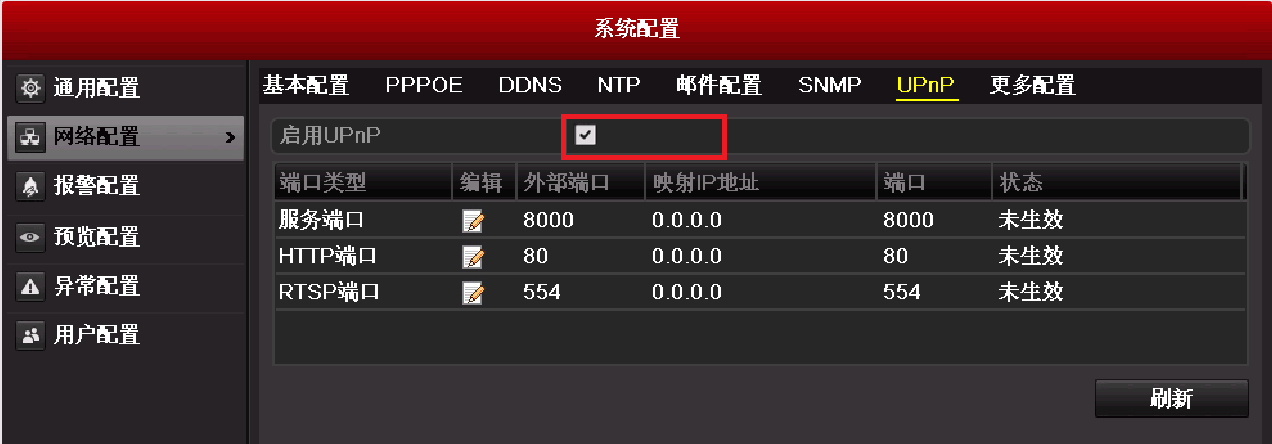 系统配置
通用配置
网络配置
报警配置
预览配置
异常配置
用户配置
基本配置 PPPOE DDNS NTP 邮件配置 SNMP UPnP 更多配置
启用UPnP
端口类型 编辑 外部端口 映射IP地址 端口 状态
服务端口 8000 0.0.0.0 8000 未生效
HTTP端口 80 0.0.0.0 80 未生效
RTSP端口 554 0.0.0.0 554 未生效
刷新